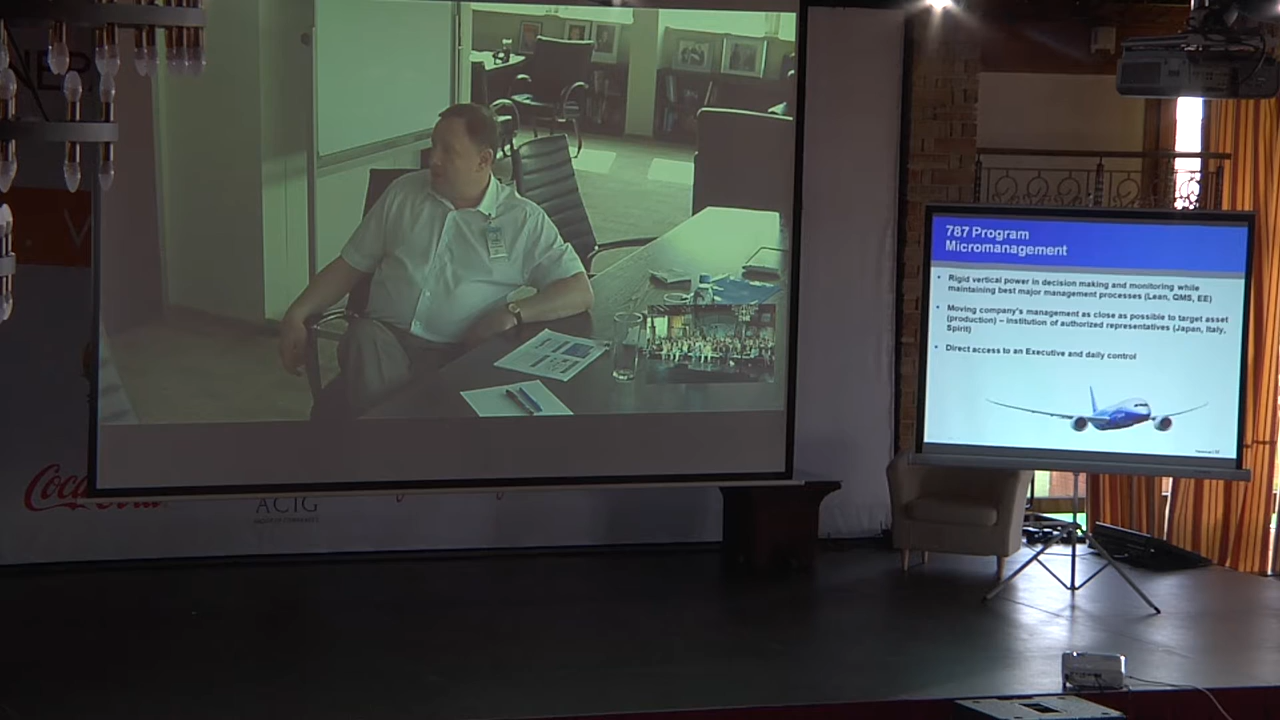 787 Program
Micromanagement
• Rigid vertical power in decision making and monitoring while
maintaining best major management processes (Lean, QMS, EE)
• Moving company's management as close as possible to target asset
(production) – institution of authorized representatives (Japan, Italy,
Spirit)
• Direct access to an Executive and daily control
Coca-Cola
ACIG